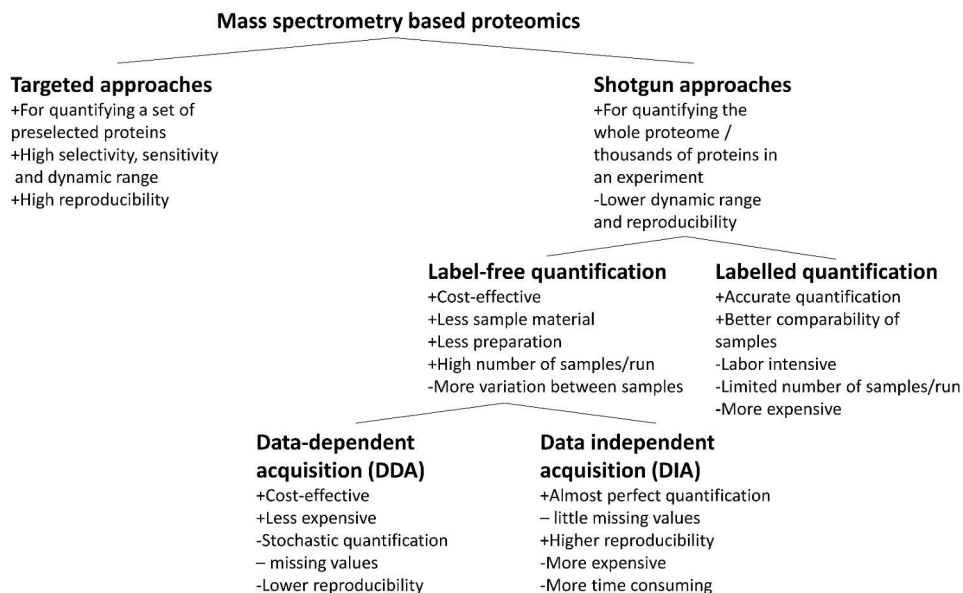 Mass spectrometry based proteomics
Targeted approaches
+For quantifying a set of
preselected proteins
+High selectivity, sensitivity
and dynamic range
+High reproducibility
Shotgun approaches
+For quantifying the
whole proteome /
thousands of proteins in
an experiment
-Lower dynamic range
and reproducibility
Label-free quantification
+Cost-effective
+Less sample material
+Less preparation
+High number of samples/run
-More variation between samples
Labelled quantification
+Accurate quantification
+Better comparability of
samples
-Labor intensive
-Limited number of samples/run
-More expensive
Data-dependent
acquisition (DDA)
+Cost-effective
+Less expensive
-Stochastic quantification
– missing values
-Lower reproducibility
Data independent
acquisition (DIA)
+Almost perfect quantification
– little missing values
+Higher reproducibility
-More expensive
-More time consuming